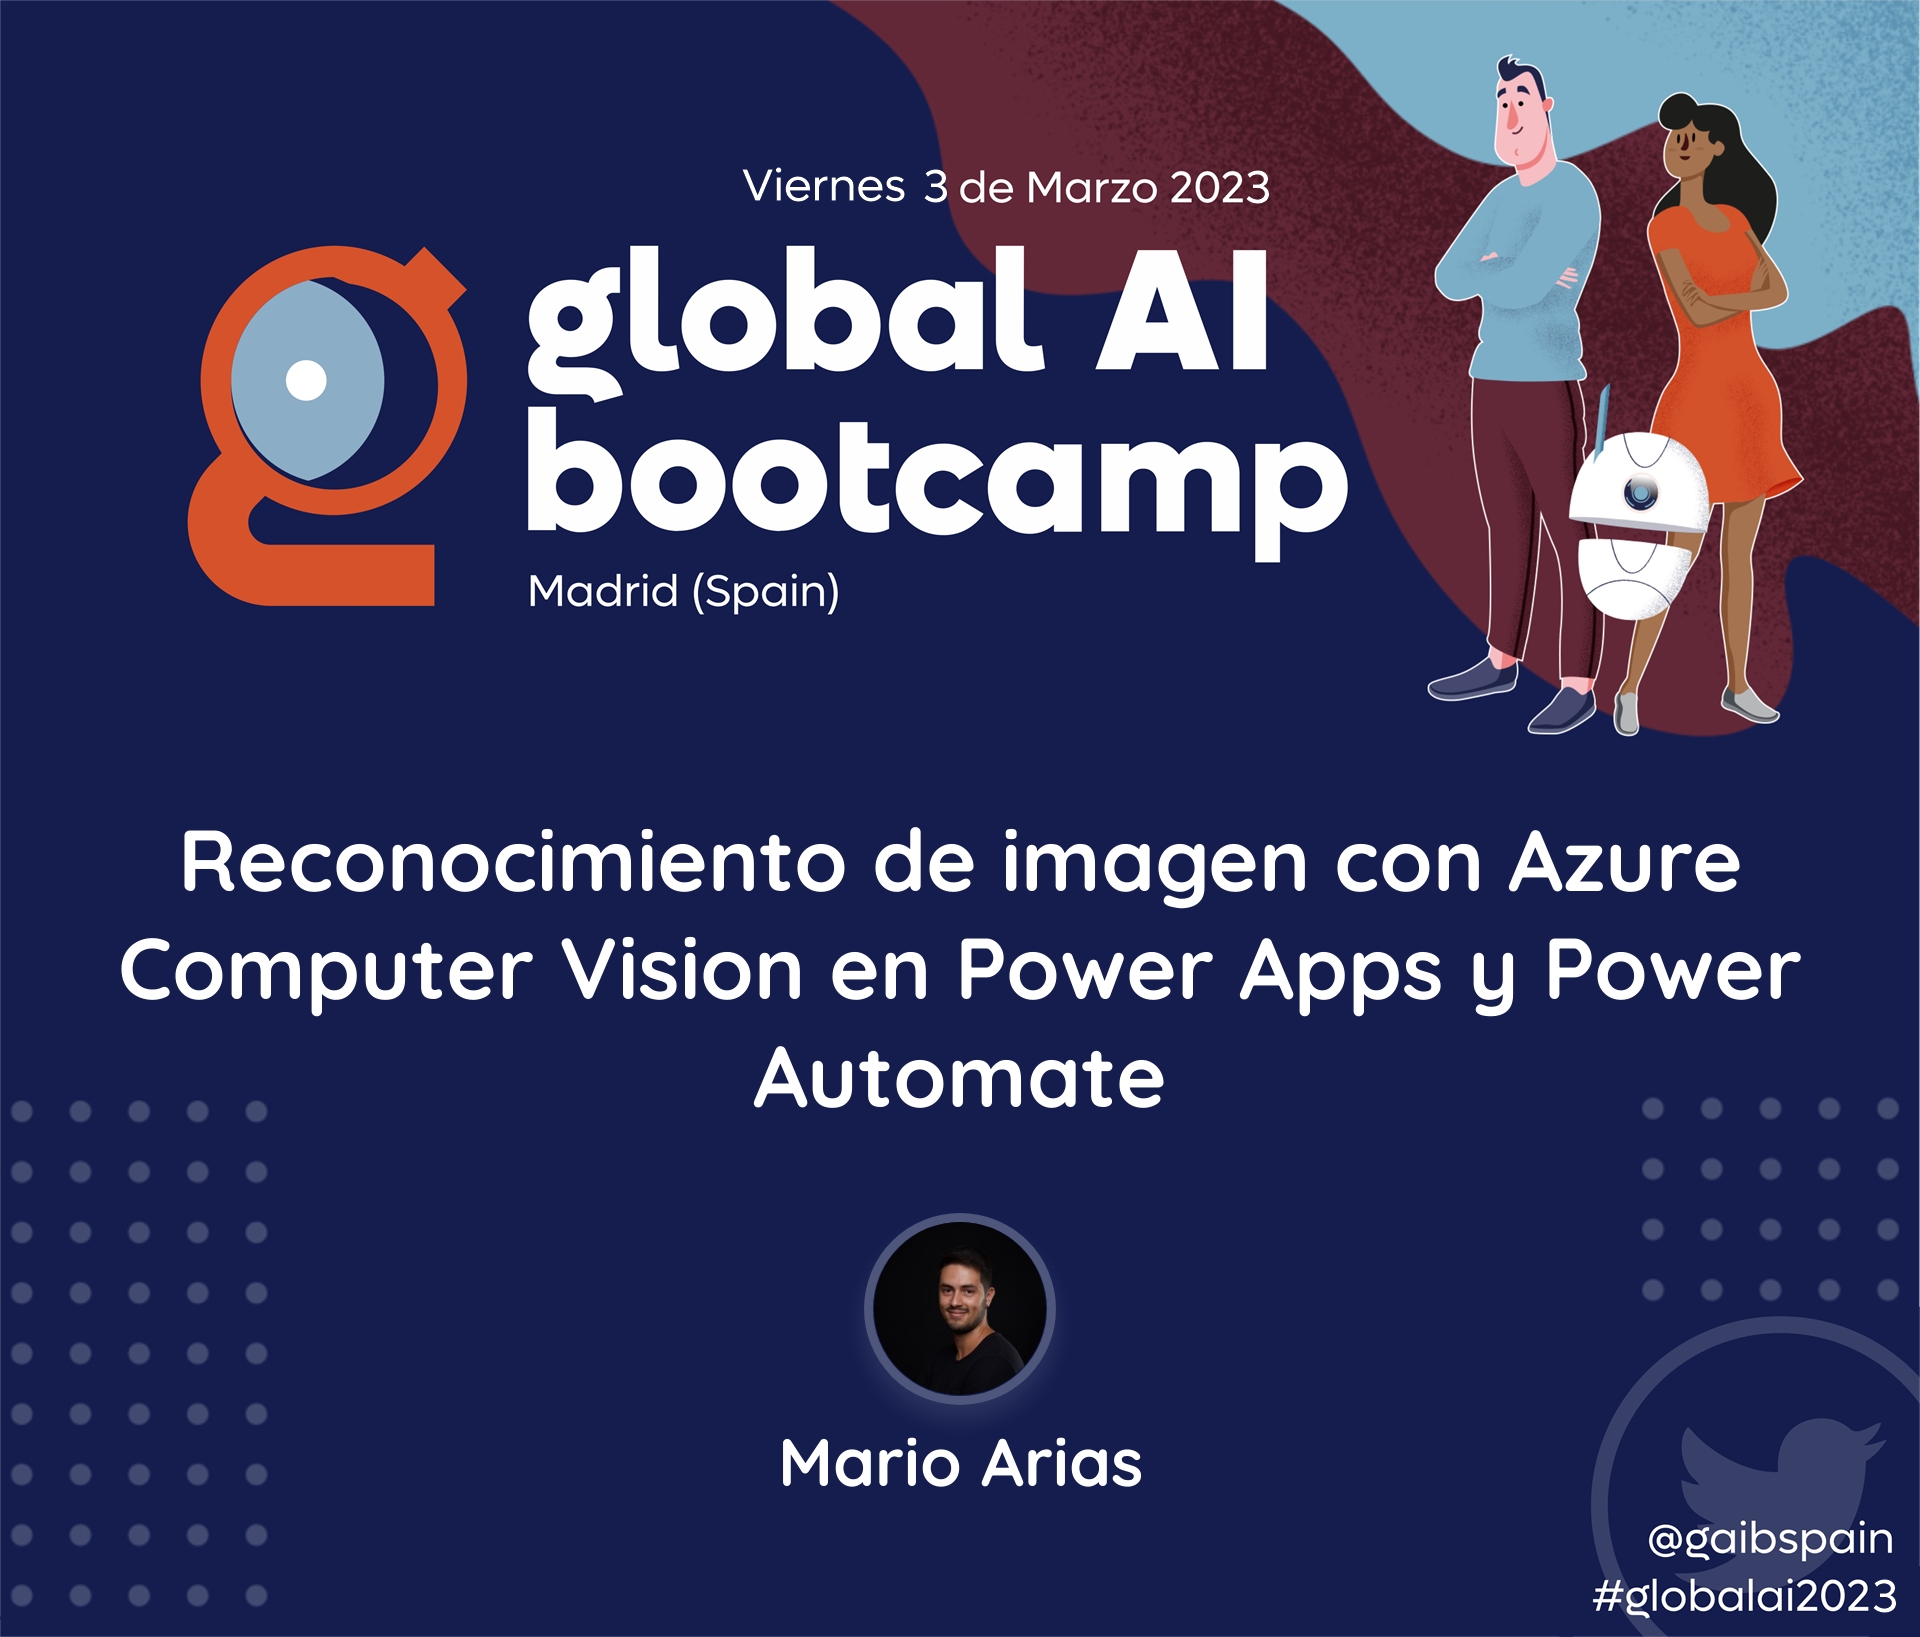 Viernes 3 de Marzo 2023
global AI
bootcamp
Madrid (Spain)
Reconocimiento de imagen con Azure
Computer Vision en Power Apps y Power
Automate
Mario Arias
@gaibspain
#globalai2023